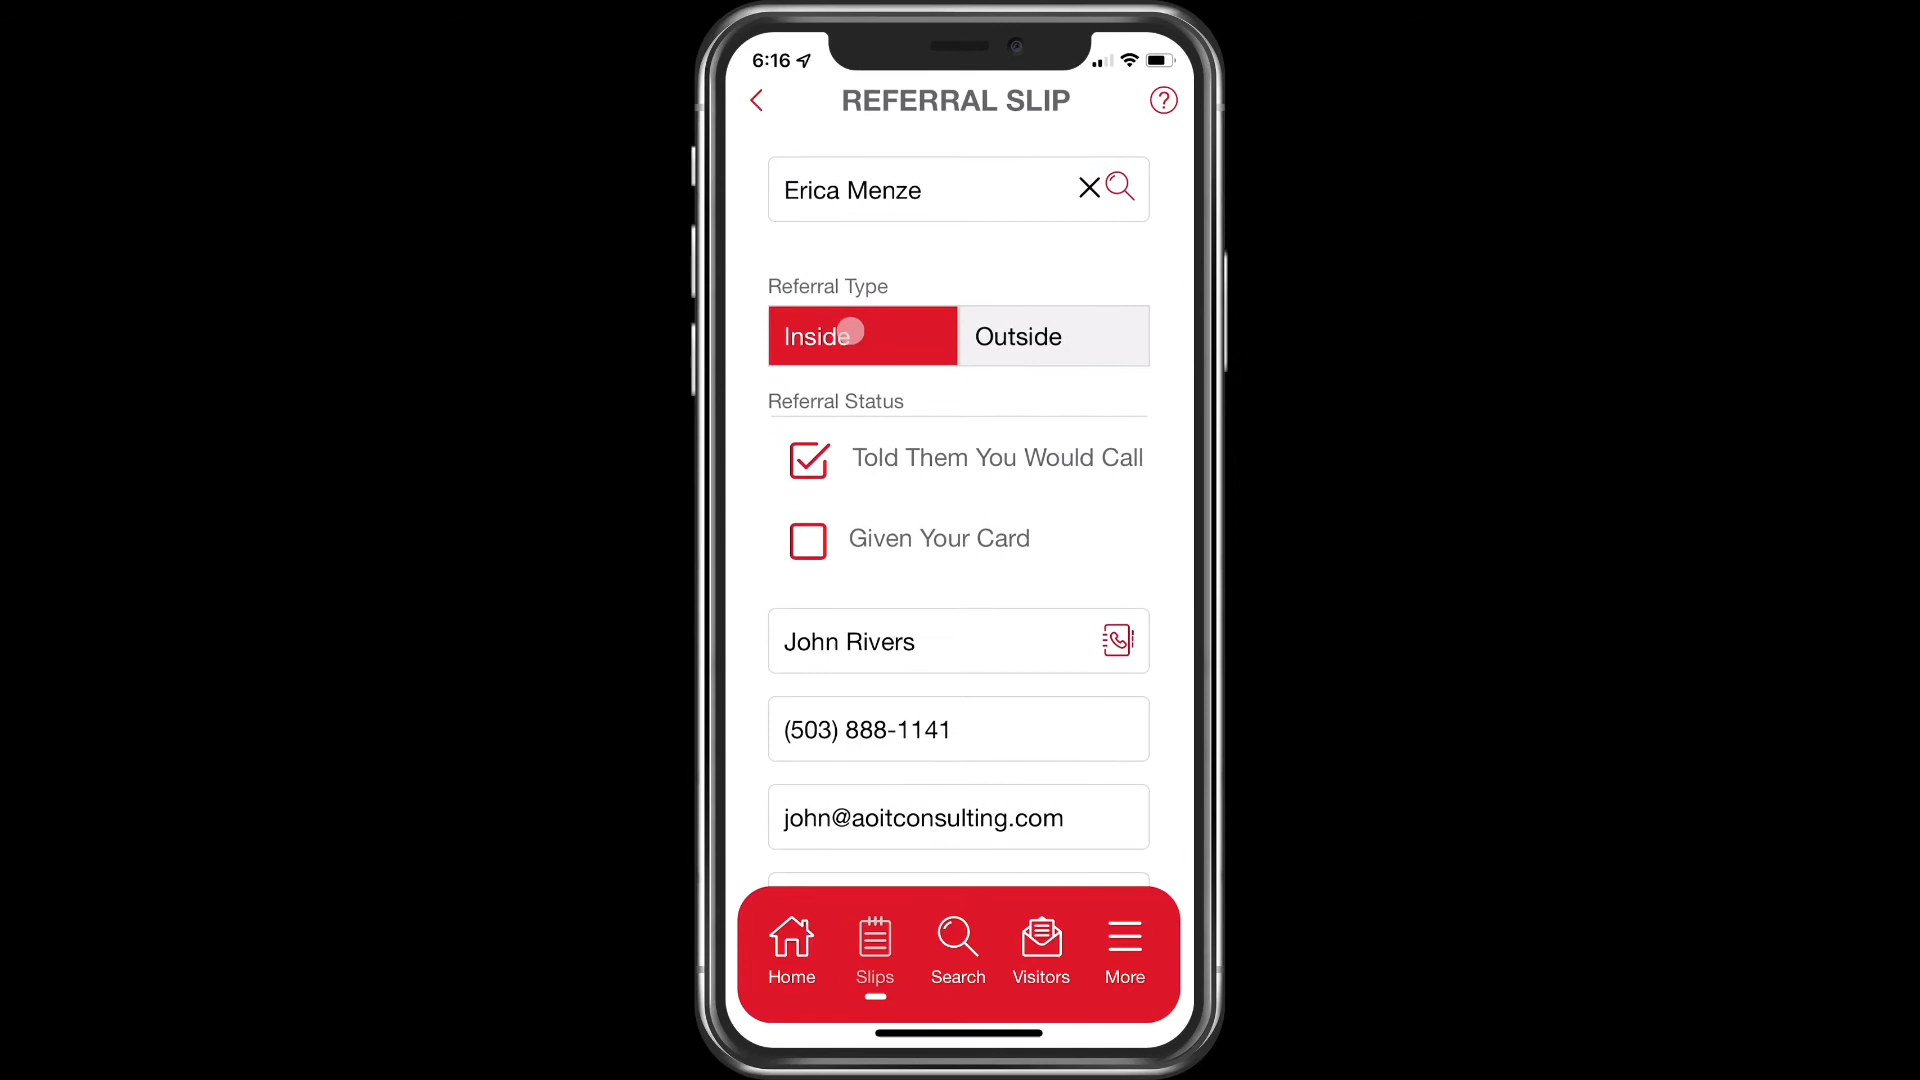 6:16
REFERRAL SLIP
?
Erica Menze
Referral Type
Inside Outside
Referral Status
Told Them You Would Call
Given Your Card
John Rivers
(503) 888-1141
john@aoitconsulting.com
Home Slips Search Visitors More